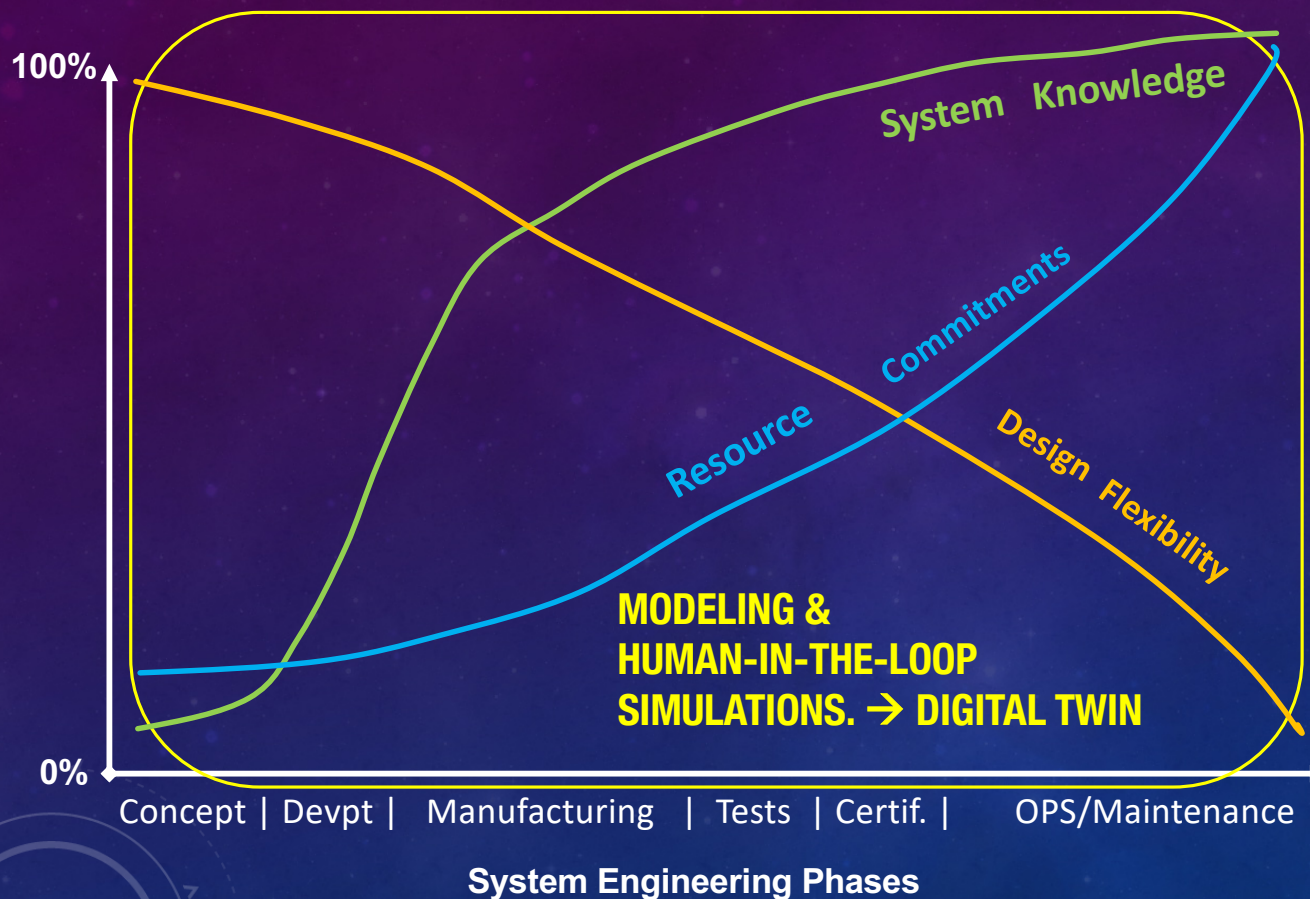 100%
System Knowledge
Commitments
Resource
Design Flexibility
MODELING &
HUMAN-IN-THE-LOOP
SIMULATIONS. → DIGITAL TWIN
0%
Concept | Devpt | Manufacturing | Tests | Certif. | OPS/Maintenance
System Engineering Phases